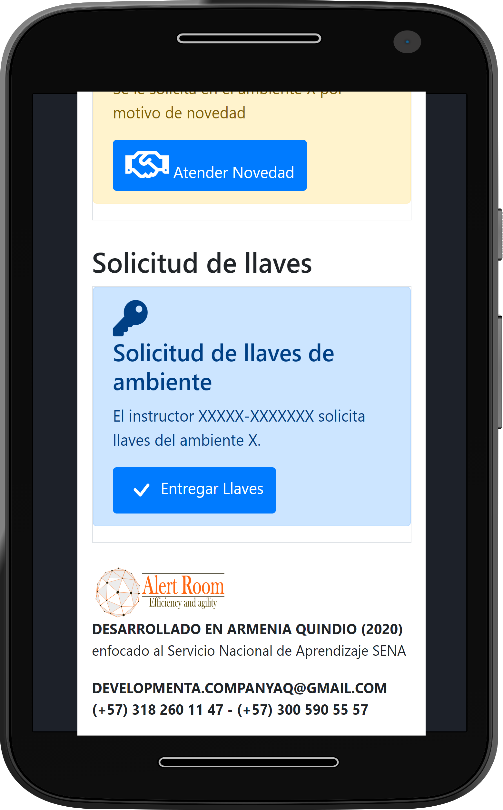 Se le solicita en el ambiente X por
motivo de novedad
Atender Novedad
Solicitud de llaves
Solicitud de llaves de
ambiente
El instructor XXXXX-XXXXXXX solicita
llaves del ambiente X.
Entregar Llaves
Alert Room
Efficiency and agility
DESARROLLADO EN ARMENIA QUINDIO (2020)
enfocado al Servicio Nacional de Aprendizaje SENA
DEVELOPMENTA.COMPANYAQ@GMAIL.COM
(+57) 318 260 11 47 - (+57) 300 590 55 57